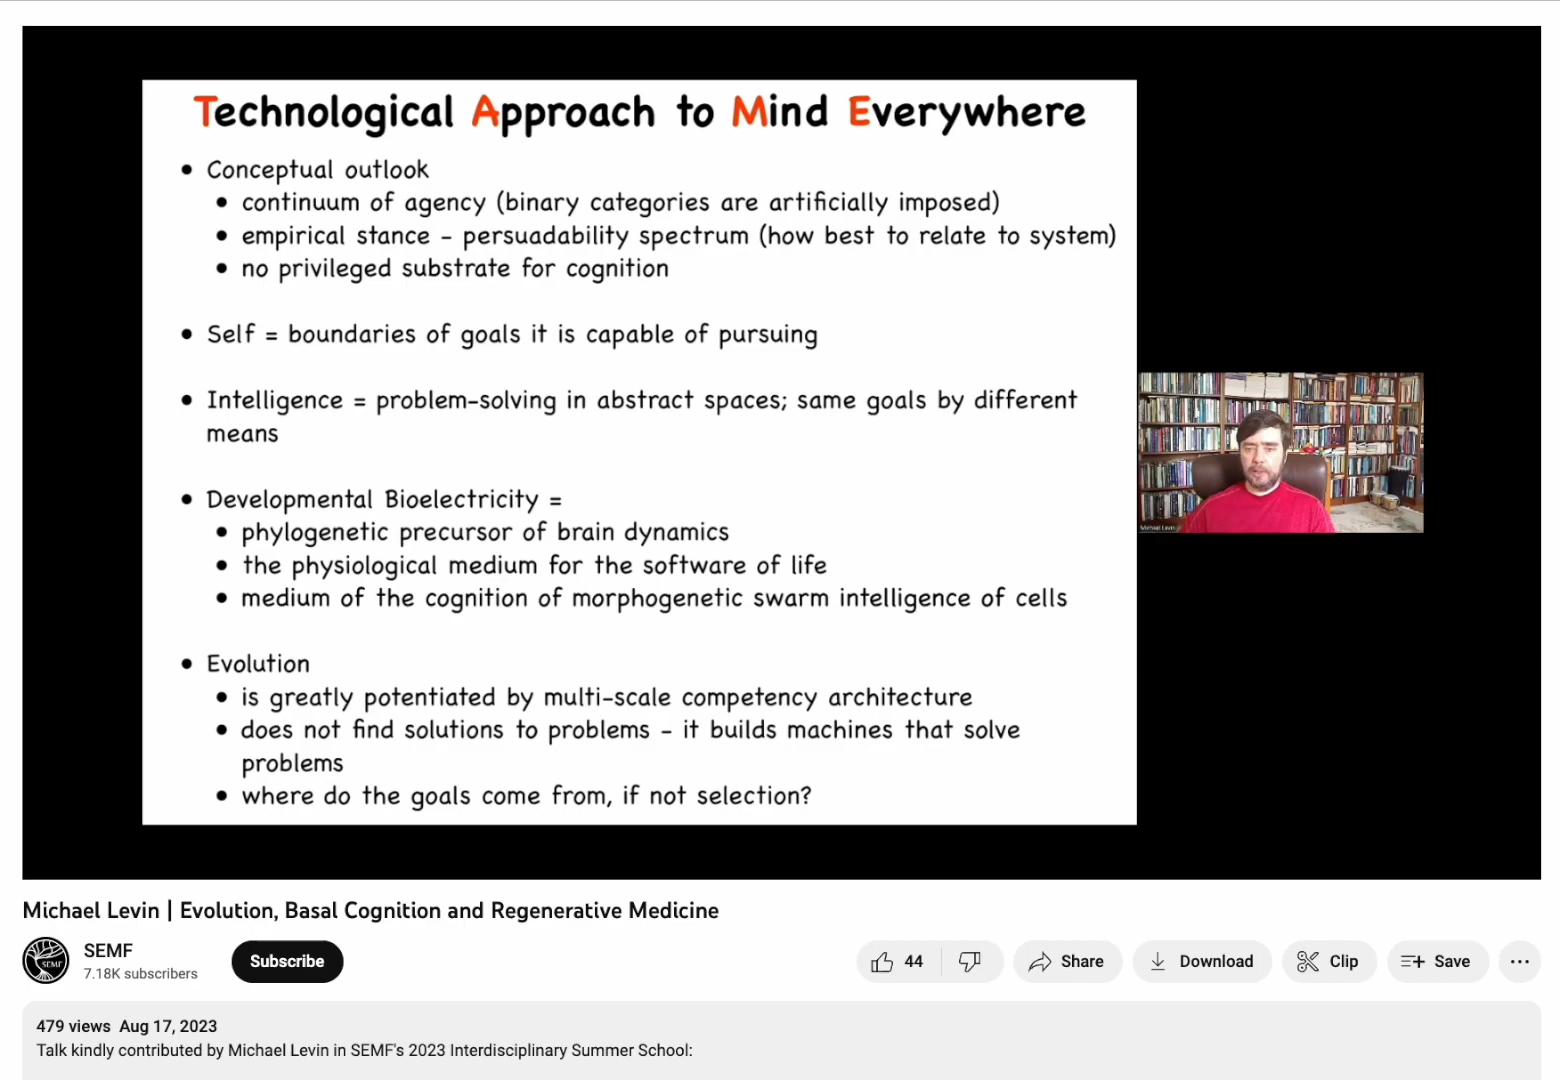 Technological Approach to Mind Everywhere
• Conceptual outlook
• continuum of agency (binary categories are artificially imposed)
• empirical stance - persuadability spectrum (how best to relate to system)
• no privileged substrate for cognition
• Self = boundaries of goals it is capable of pursuing
• Intelligence = problem-solving in abstract spaces; same goals by different
means
• Developmental Bioelectricity =
• phylogenetic precursor of brain dynamics
• the physiological medium for the software of life
• medium of the cognition of morphogenetic swarm intelligence of cells
• Evolution
• is greatly potentiated by multi-scale competency architecture
• does not find solutions to problems - it builds machines that solve
problems
• where do the goals come from, if not selection?
Michael Levin
Michael Levin | Evolution, Basal Cognition and Regenerative Medicine
SEMF
SEMF
7.18K subscribers
Subscribe
44
Share
Download
Clip
Save
479 views Aug 17, 2023
Talk kindly contributed by Michael Levin in SEMF's 2023 Interdisciplinary Summer School: